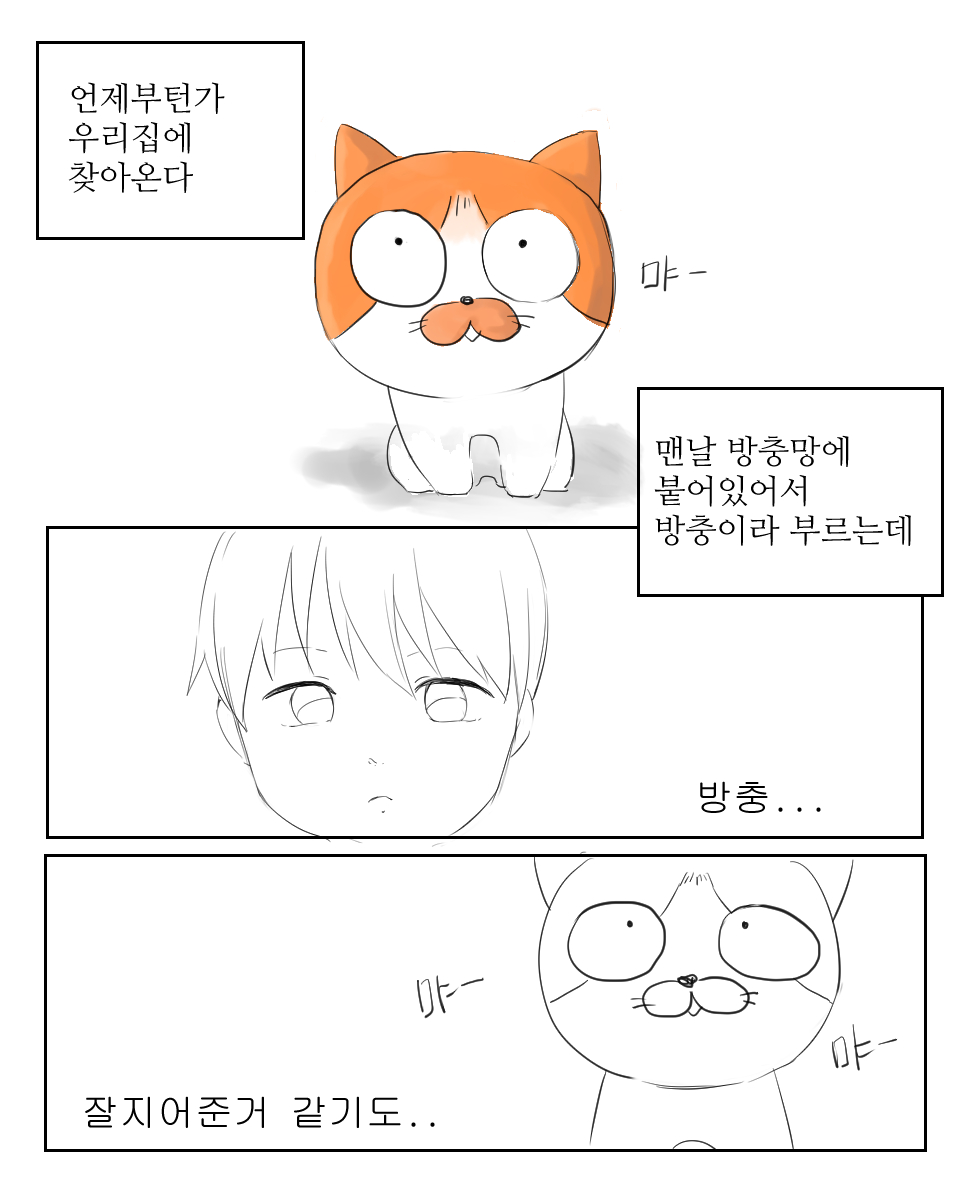 언제부턴가
우리집에
찾아온다
먀-
맨날 방충망에
붙어있어서
방충이라 부르는데
방충...
먀-
먀-
잘지어준거 같기도..